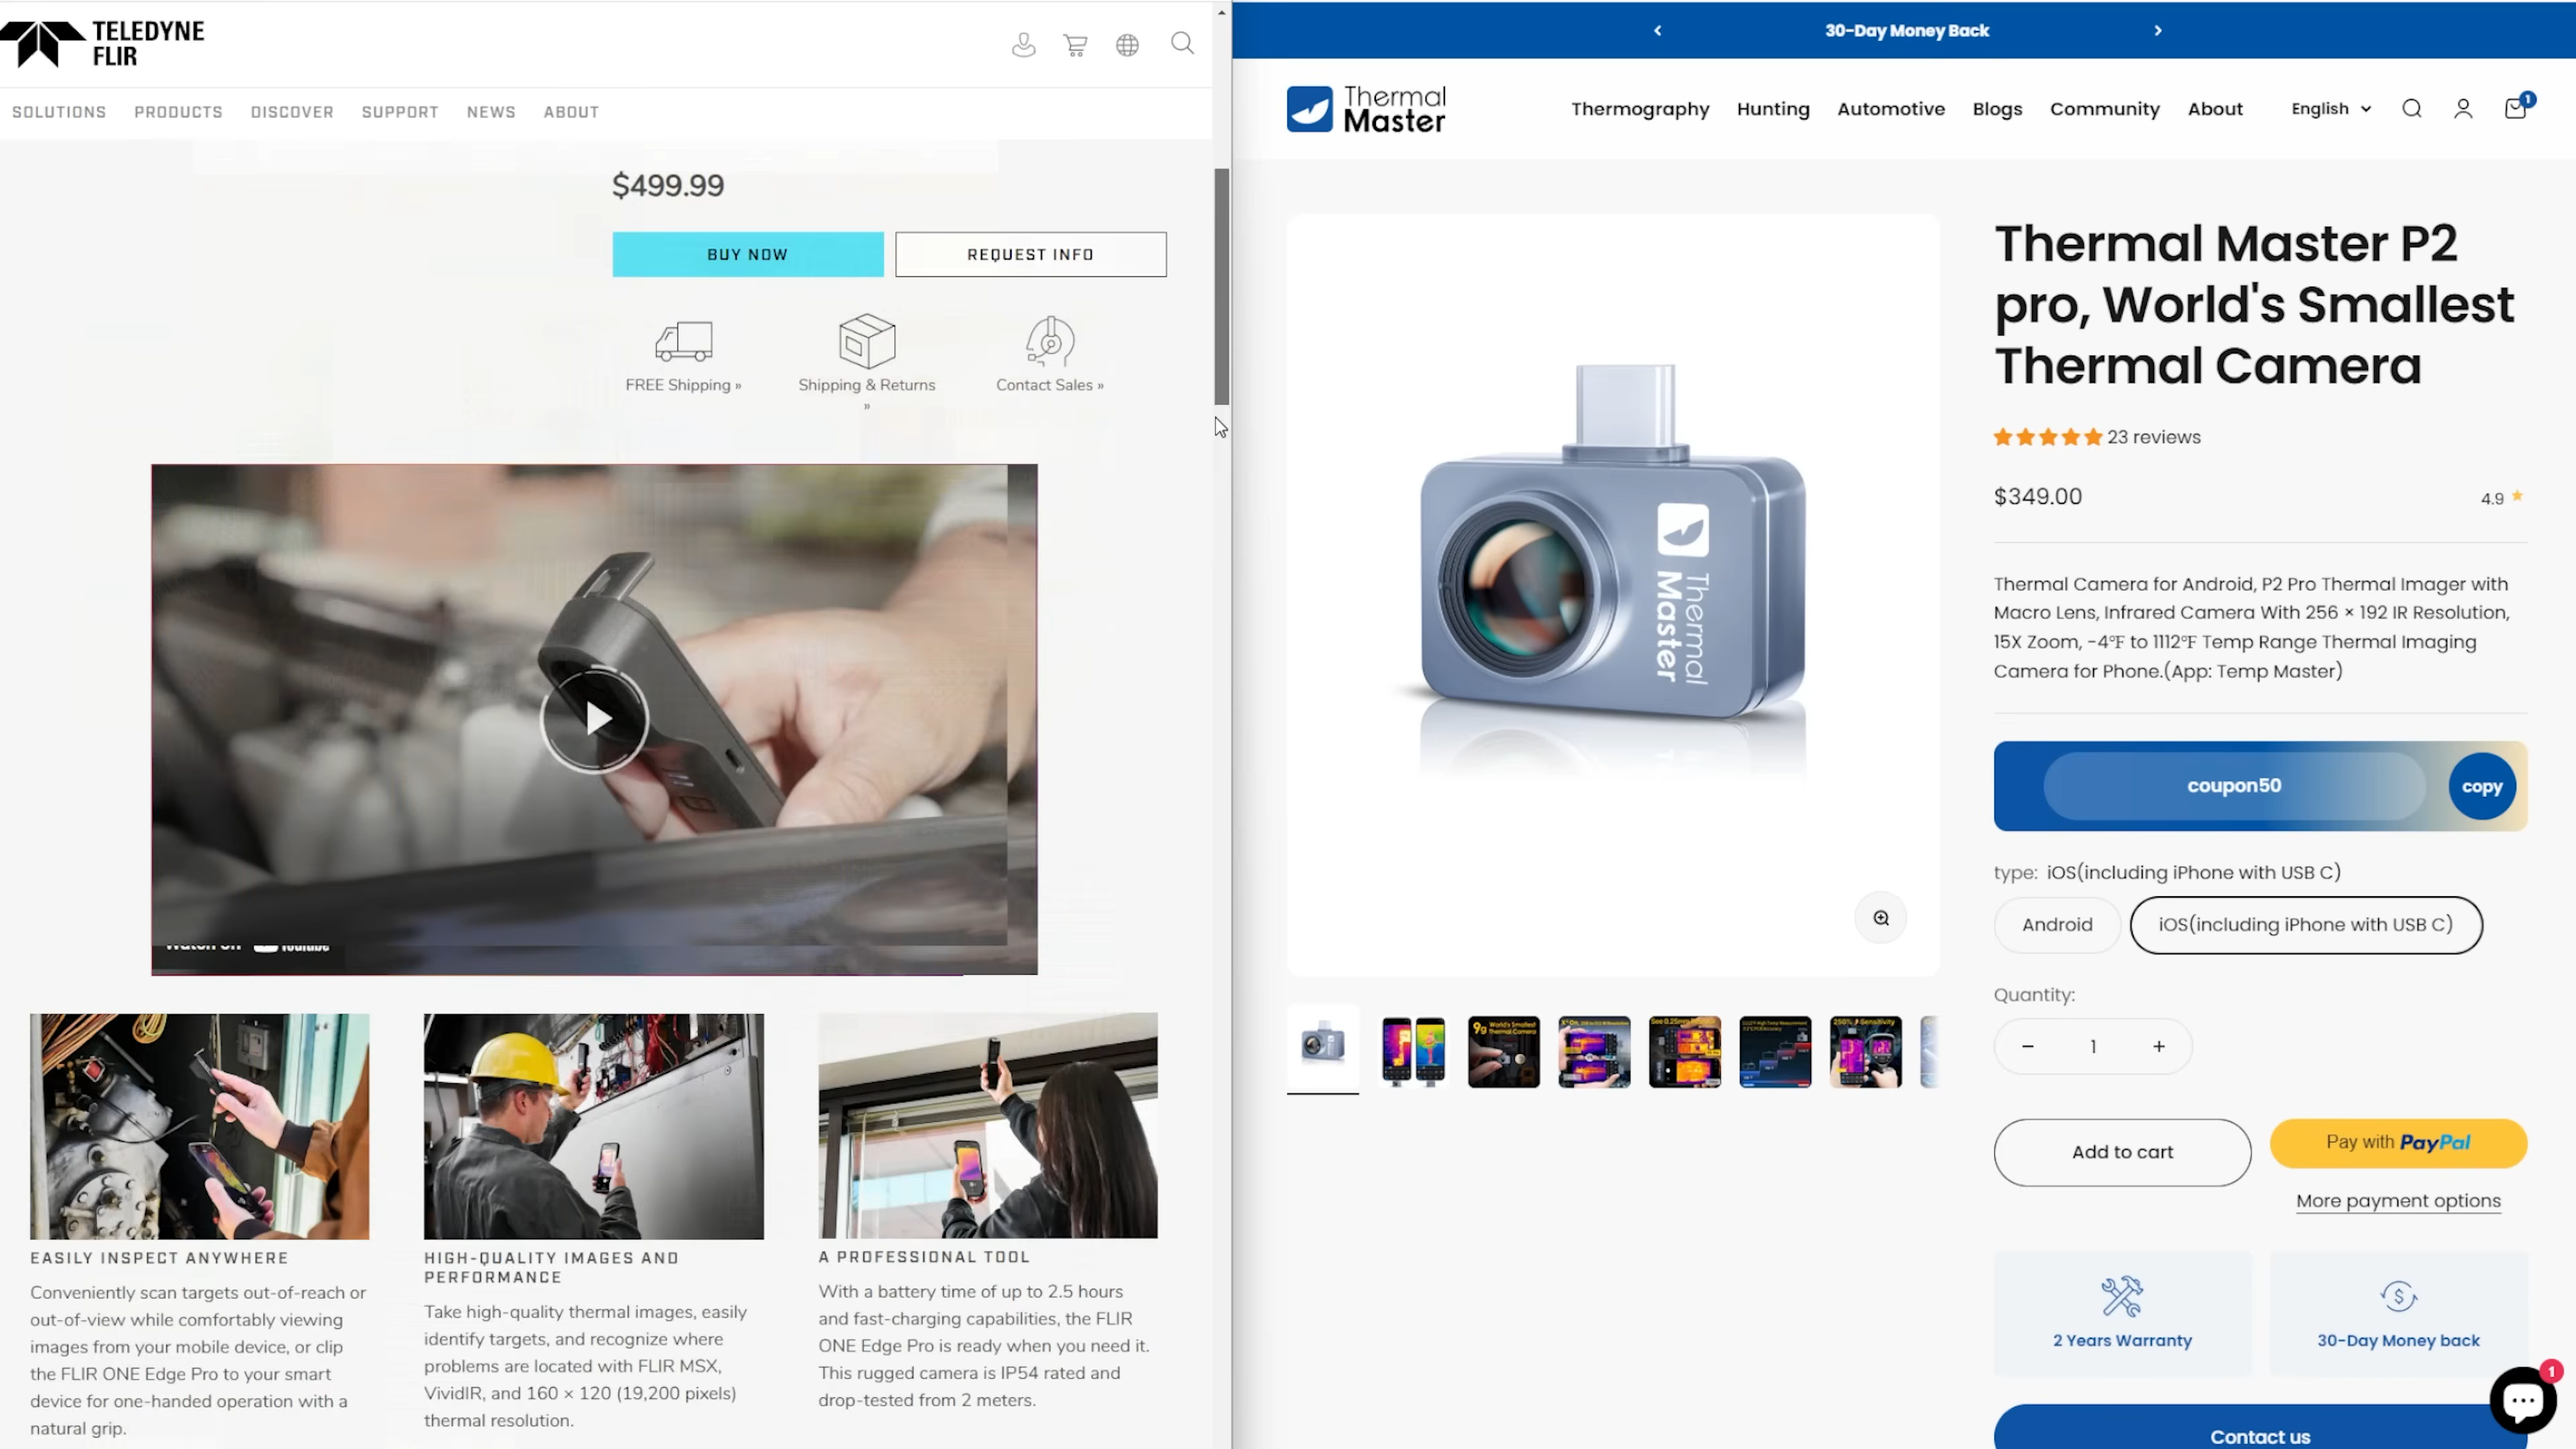 TELEDYNE
FLIR
SOLUTIONS PRODUCTS DISCOVER SUPPORT NEWS ABOUT
$499.99
BUY NOW REQUEST INFO
FREE Shipping » Shipping & Returns » Contact Sales »
Watch on YouTube
EASILY INSPECT ANYWHERE
Conveniently scan targets out-of-reach or
out-of-view while comfortably viewing
images from your mobile device, or clip
the FLIR ONE Edge Pro to your smart
device for one-handed operation with a
natural grip.
HIGH-QUALITY IMAGES AND
PERFORMANCE
Take high-quality thermal images, easily
identify targets, and recognize where
problems are located with FLIR MSX,
VividIR, and 160 × 120 (19,200 pixels)
thermal resolution.
A PROFESSIONAL TOOL
With a battery time of up to 2.5 hours
and fast-charging capabilities, the FLIR
ONE Edge Pro is ready when you need it.
This rugged camera is IP54 rated and
drop-tested from 2 meters.
30-Day Money Back
Thermal
Master
Thermography Hunting Automotive Blogs Community About English 1
Thermal
Master
Thermal Master P2
pro, World's Smallest
Thermal Camera
23 reviews
$349.00 4.9
Thermal Camera for Android, P2 Pro Thermal Imager with
Macro Lens, Infrared Camera With 256 × 192 IR Resolution,
15X Zoom, -4℉ to 1112℉ Temp Range Thermal Imaging
Camera for Phone.(App: Temp Master)
coupon50 copy
type: iOS(including iPhone with USB C)
Android iOS(including iPhone with USB C)
Quantity:
− 1 +
Add to cart Pay with PayPal
More payment options
2 Years Warranty 30-Day Money back
1
Contact us